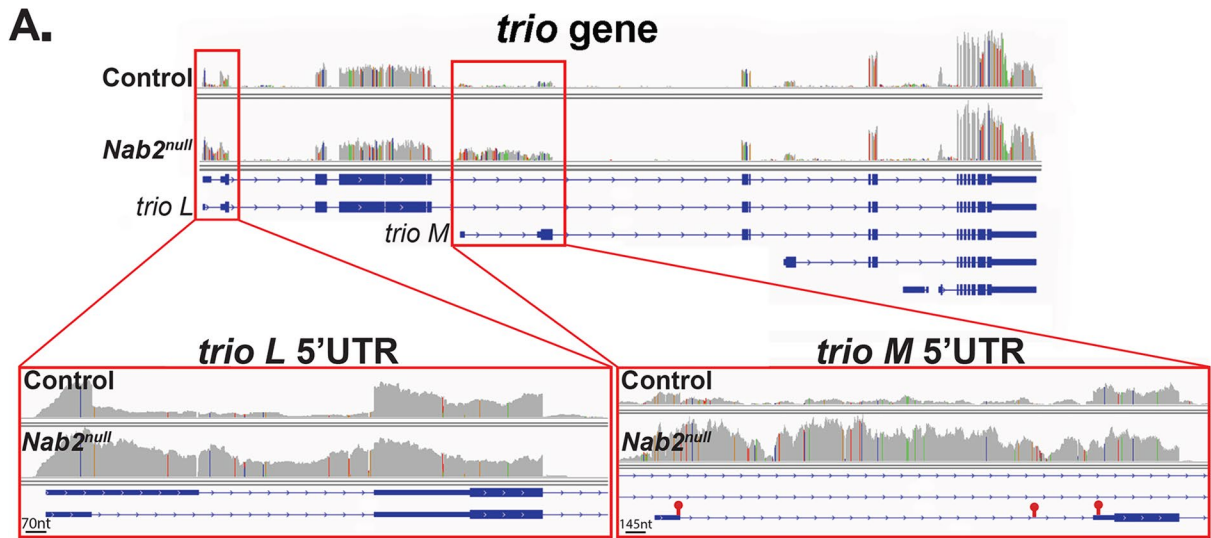 A.
trio gene
Control
Nab2null
trio L
trio M
trio L 5'UTR
Control
Nab2null
70nt
trio M 5'UTR
Control
Nab2null
145nt